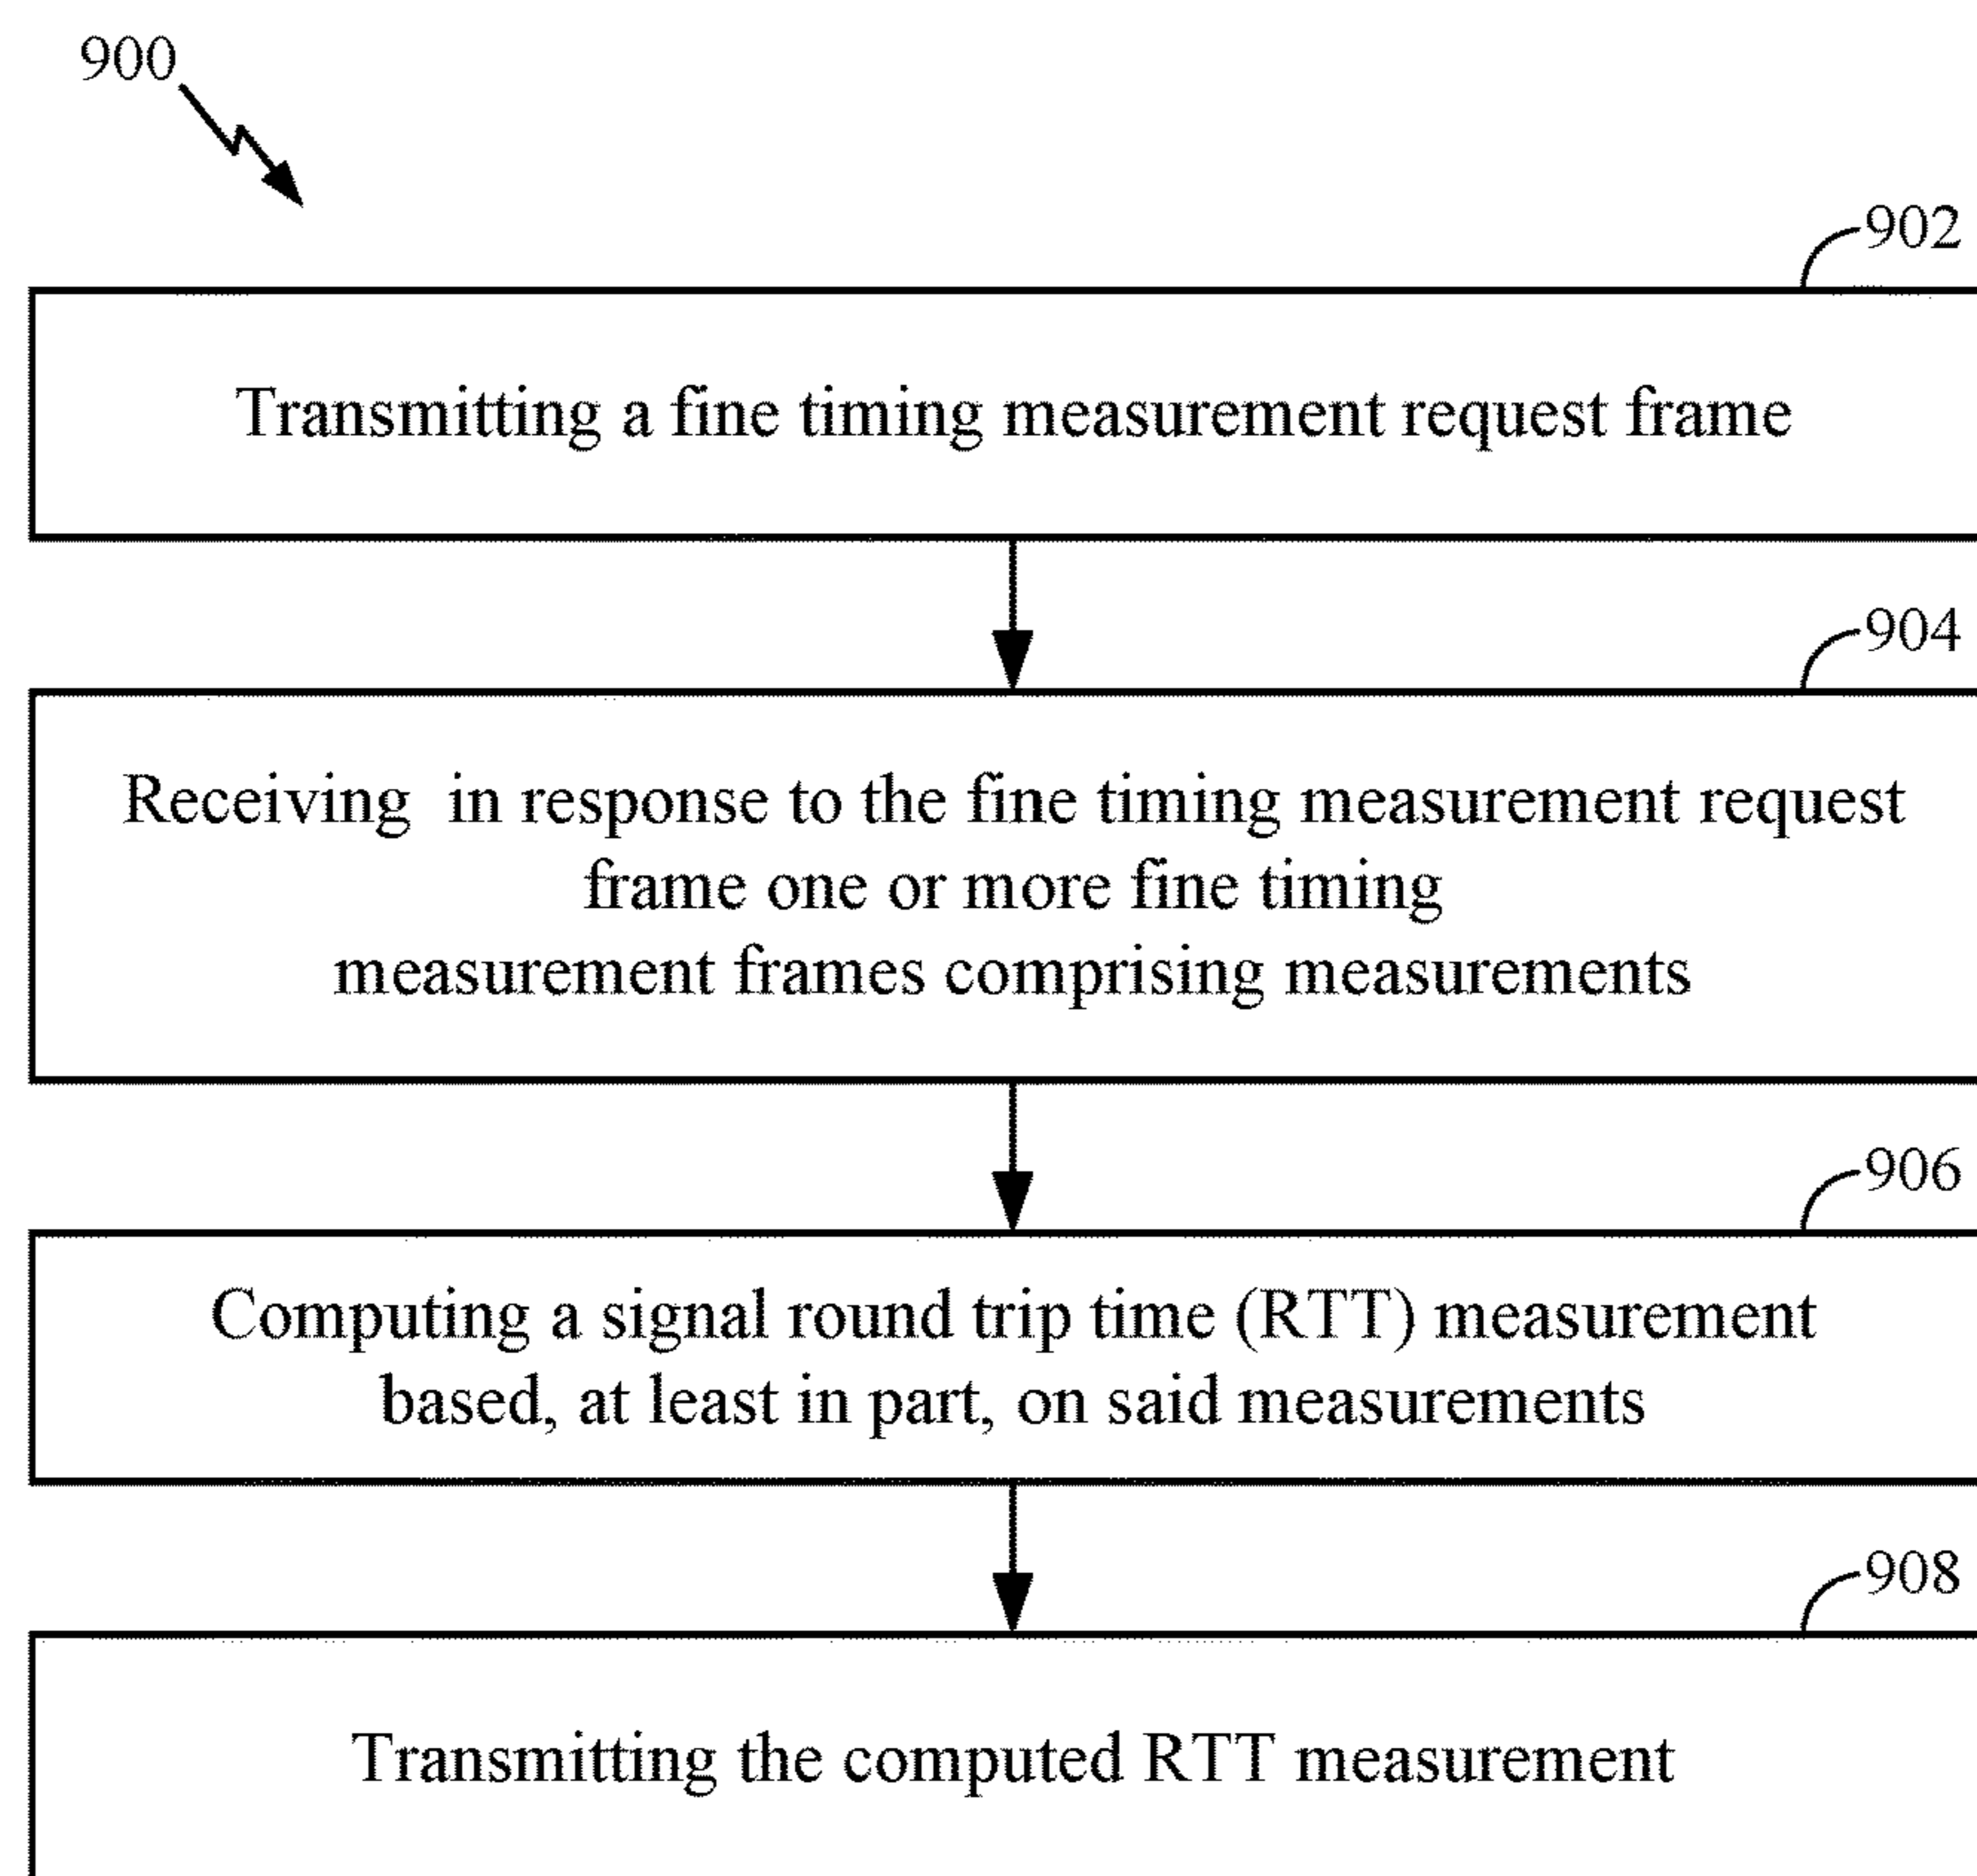 900
902
Transmitting a fine timing measurement request frame
904
Receiving in response to the fine timing measurement request
frame one or more fine timing
measurement frames comprising measurements
906
Computing a signal round trip time (RTT) measurement
based, at least in part, on said measurements
908
Transmitting the computed RTT measurement